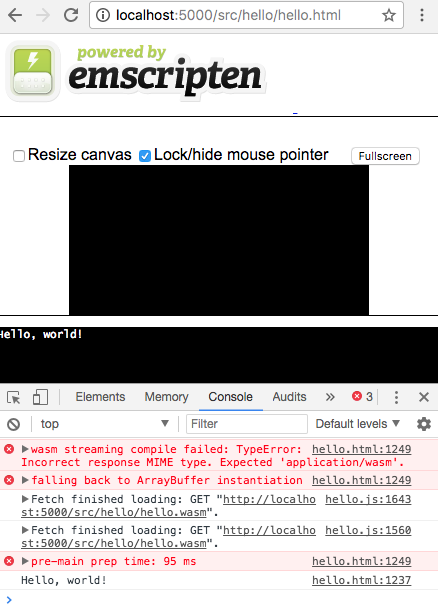 localhost:5000/src/hello/hello.html
powered by
emscripten
Resize canvas Lock/hide mouse pointer Fullscreen
Hello, world!
Elements Console Audits » 3
top Filter Default levels
wasm streaming compile failed: TypeError: hello.html:1249
Incorrect response MIME type. Expected 'application/wasm'.
falling back to ArrayBuffer instantiation hello.html:1249
Fetch finished loading: GET "http://localho hello.js:1643
st:5000/src/hello/hello.wasm".
Fetch finished loading: GET "http://localho hello.js:1560
st:5000/src/hello/hello.wasm".
pre-main prep time: 95 ms hello.html:1249
Hello, world! hello.html:1237